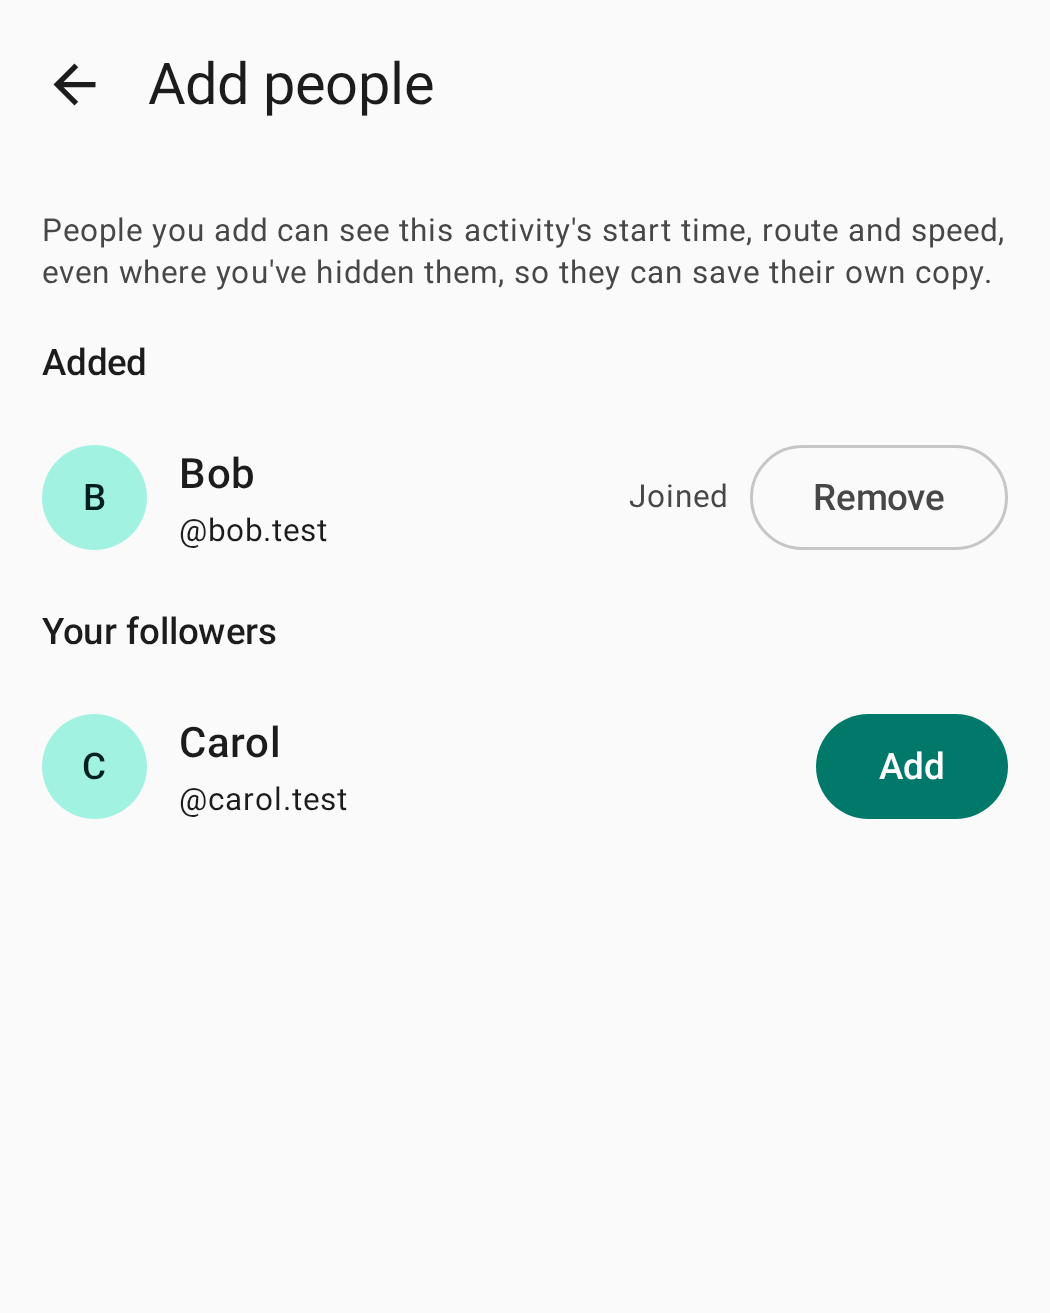 Add people
People you add can see this activity's start time, route and speed,
even where you've hidden them, so they can save their own copy.
Added
B
Bob
@bob.test
Joined
Remove
Your followers
C
Carol
@carol.test
Add